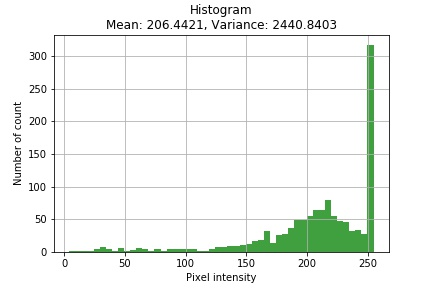 Histogram
Mean: 206.4421, Variance: 2440.8403
300
250
200
150
100
50
0
Number of count
0 50 100 150 200 250
Pixel intensity